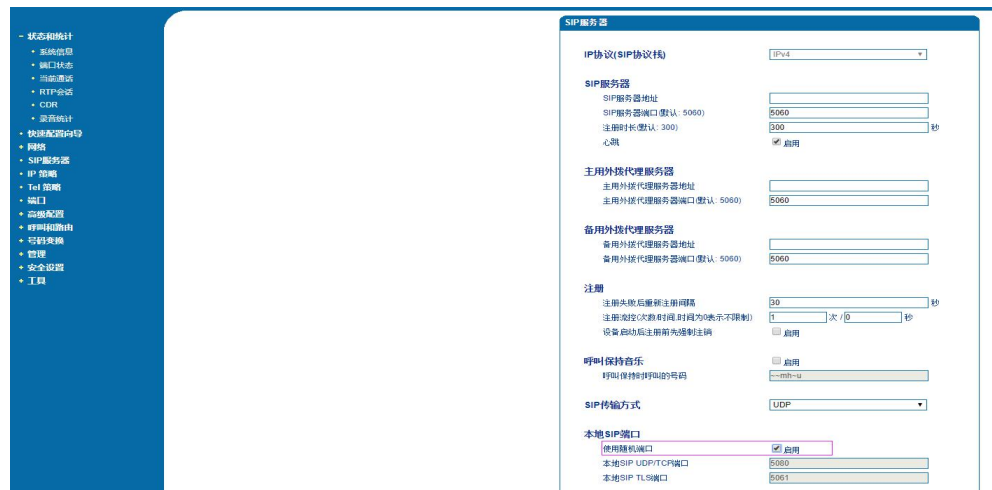 SIP服务器
- 状态和统计
• 系统信息
• 端口状态
• 当前通话
• RTP会话
• CDR
• 录音统计
• 快速配置向导
+ 网络
• SIP服务器
• IP 策略
• Tel 策略
• 端口
+ 高级配置
+ 呼叫和路由
+ 号码变换
+ 管理
+ 安全设置
+ 工具
IP协议(SIP协议栈) IPv4
SIP服务器
SIP服务器地址
SIP服务器端口(默认: 5060) 5060
注册时长(默认: 300) 300 秒
心跳 启用
主用外拨代理服务器
主用外拨代理服务器地址
主用外拨代理服务器端口(默认: 5060) 5060
备用外拨代理服务器
备用外拨代理服务器地址
备用外拨代理服务器端口(默认: 5060) 5060
注册
注册失败后重新注册间隔 30 秒
注册流控(次数/时间,时间为0表示不限制) 1 次 / 0 秒
设备启动后注册前先强制注销 启用
呼叫保持音乐 启用
呼叫保持时呼叫的号码 ~~mh~u
SIP传输方式 UDP
本地SIP端口
使用随机端口 启用
本地SIP UDP/TCP端口 5080
本地SIP TLS端口 5061